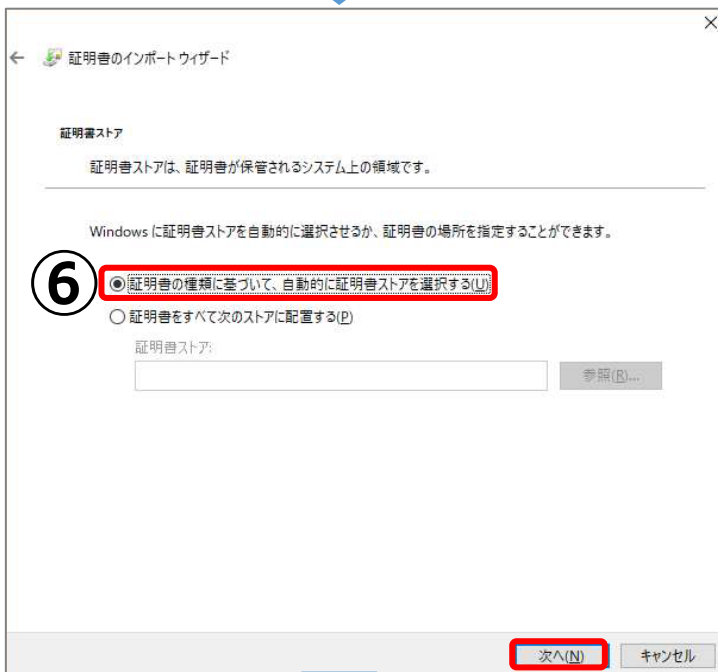 証明書のインポート ウィザード
証明書ストア
証明書ストアは、証明書が保管されるシステム上の領域です。
Windows に証明書ストアを自動的に選択させるか、証明書の場所を指定することができます。
⑥
証明書の種類に基づいて、自動的に証明書ストアを選択する(U)
証明書をすべて次のストアに配置する(P)
証明書ストア:
参照(R)...
次へ(N)
キャンセル